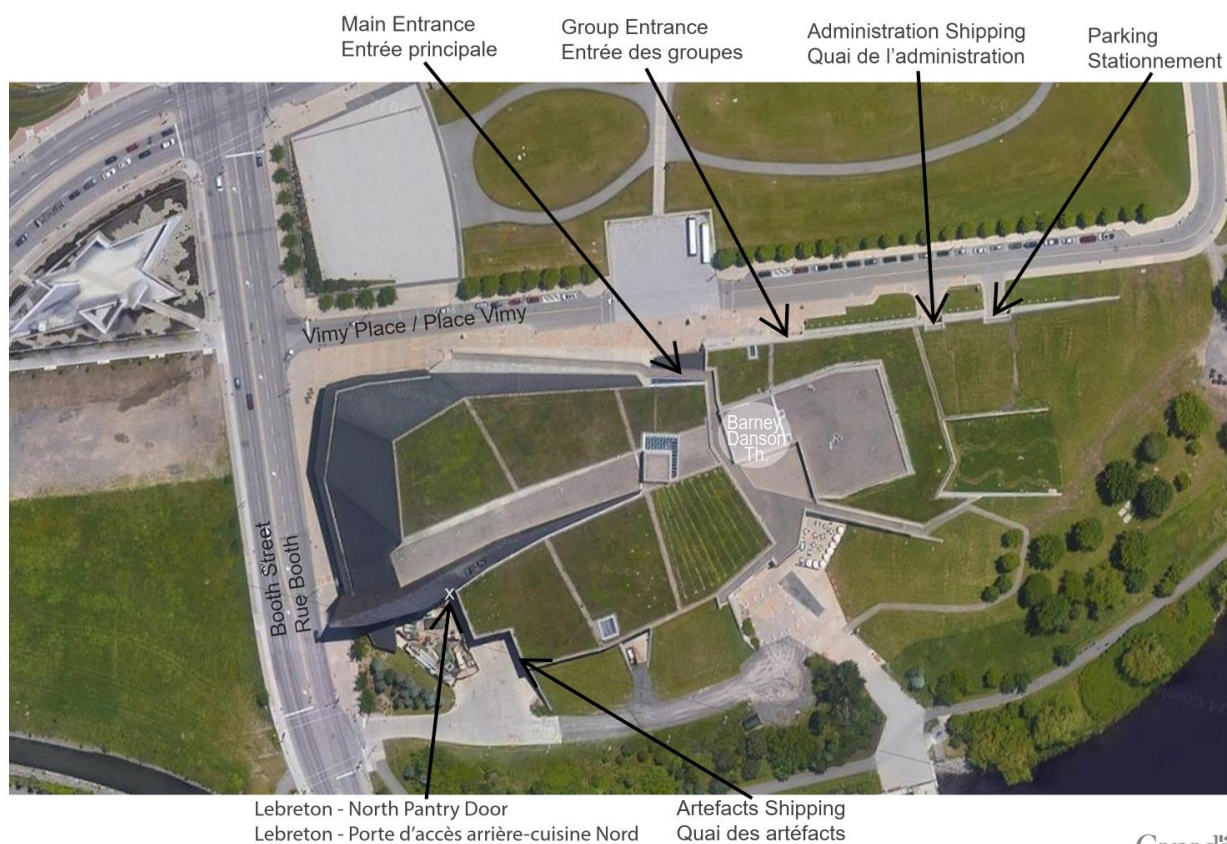 Main Entrance
Entrée principale
Group Entrance
Entrée des groupes
Administration Shipping
Quai de l'administration
Parking
Stationnement
Vimy Place / Place Vimy
Barney
Danson
Th.
Booth Street
Rue Booth
X
Lebreton - North Pantry Door
Lebreton - Porte d'accès arrière-cuisine Nord
Artefacts Shipping
Quai des artéfacts